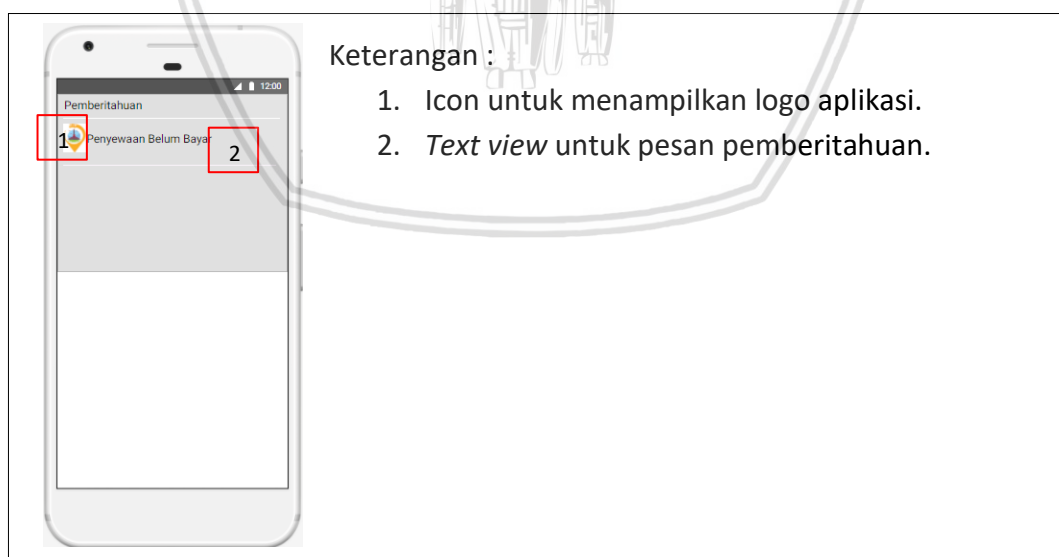 12:00
Pemberitahuan
1 Penyewaan Belum Bayar
2
Keterangan :
1. Icon untuk menampilkan logo aplikasi.
2. Text view untuk pesan pemberitahuan.